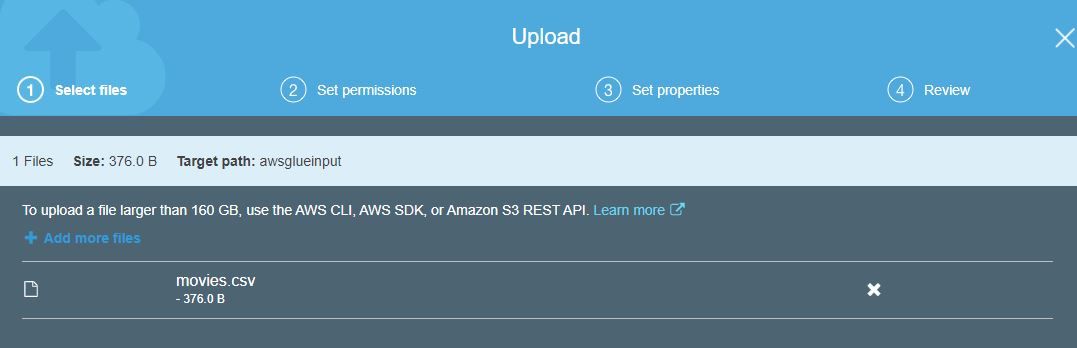 Upload
1 Select files 2 Set permissions 3 Set properties 4 Review
1 Files Size: 376.0 B Target path: awsglueinput
To upload a file larger than 160 GB, use the AWS CLI, AWS SDK, or Amazon S3 REST API. Learn more
Add more files
movies.csv
- 376.0 B